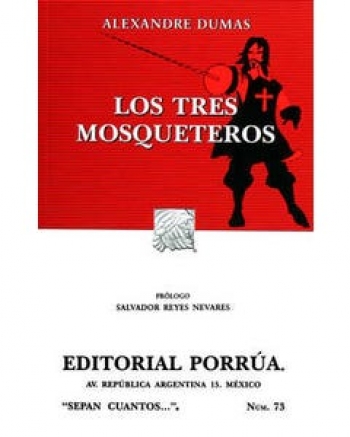 ALEXANDRE DUMAS
LOS TRES
MOSQUETEROS
PRÓLOGO
SALVADOR REYES NEVARES
EDITORIAL PORRÚA.
AV. REPÚBLICA ARGENTINA 15. MÉXICO
"SEPAN CUANTOS...". NÚM. 73